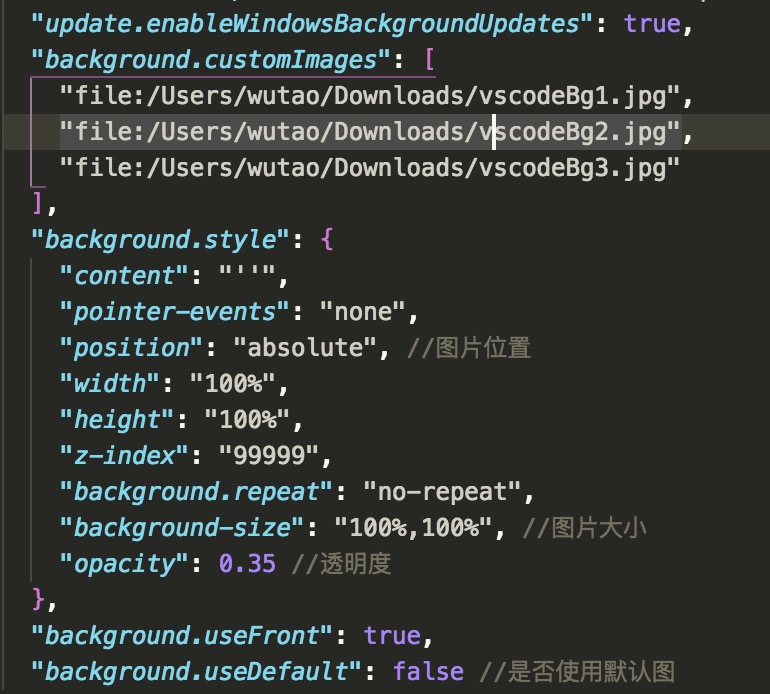 "update.enableWindowsBackgroundUpdates": true,
"background.customImages": [
"file:/Users/wutao/Downloads/vscodeBg1.jpg",
"file:/Users/wutao/Downloads/vscodeBg2.jpg",
"file:/Users/wutao/Downloads/vscodeBg3.jpg"
],
"background.style": {
"content": "''",
"pointer-events": "none",
"position": "absolute", //图片位置
"width": "100%",
"height": "100%",
"z-index": "99999",
"background.repeat": "no-repeat",
"background-size": "100%,100%", //图片大小
"opacity": 0.35 //透明度
},
"background.useFront": true,
"background.useDefault": false //是否使用默认图